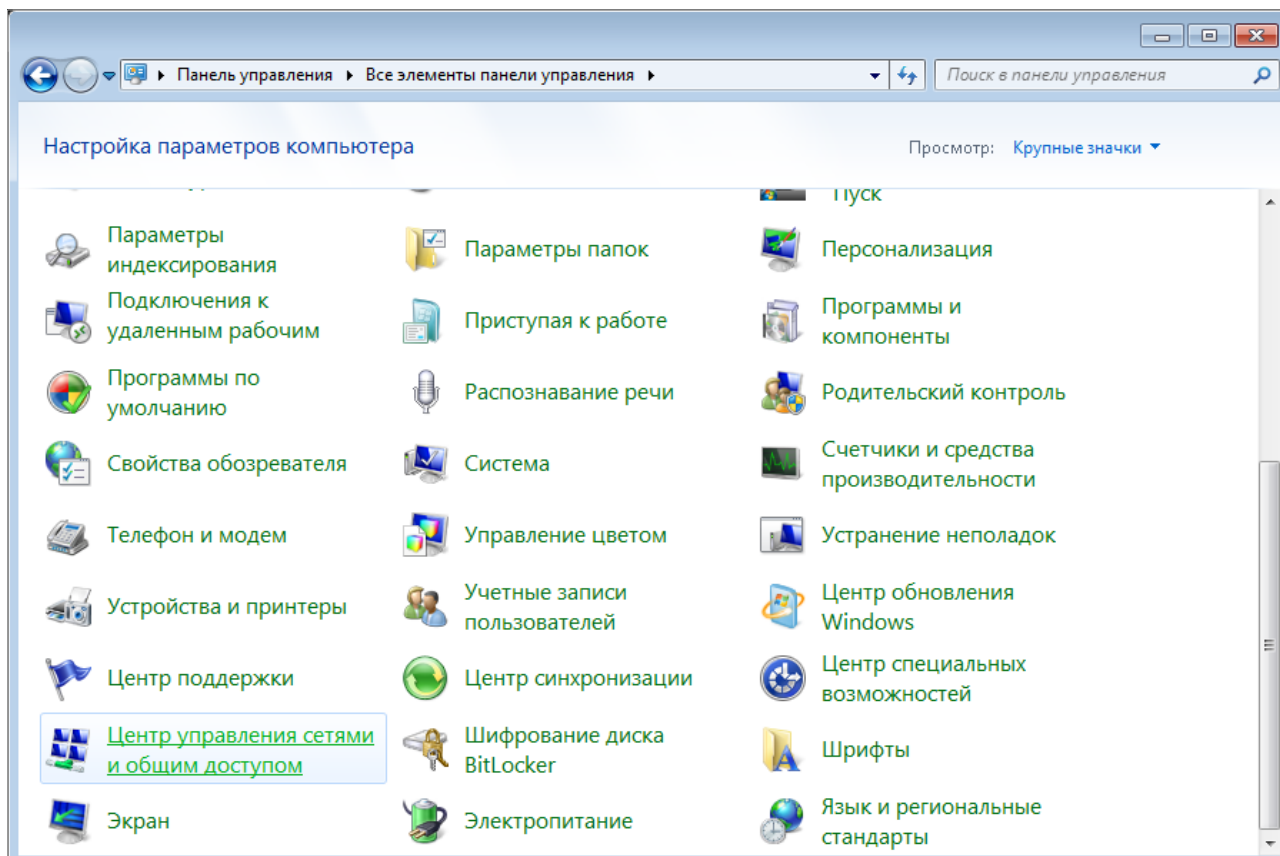 Панель управления
Все элементы панели управления
Поиск в панели управления
Настройка параметров компьютера
Просмотр:
Крупные значки
Пуск
Параметры
индексирования
Параметры папок
Персонализация
Подключения к
удаленным рабочим
Приступая к работе
Программы и
компоненты
Программы по
умолчанию
Распознавание речи
Родительский контроль
Свойства обозревателя
Система
Счетчики и средства
производительности
Телефон и модем
Управление цветом
Устранение неполадок
Устройства и принтеры
Учетные записи
пользователей
Центр обновления
Windows
Центр поддержки
Центр синхронизации
Центр специальных
возможностей
Центр управления сетями
и общим доступом
Шифрование диска
BitLocker
Шрифты
Экран
Электропитание
Язык и региональные
стандарты